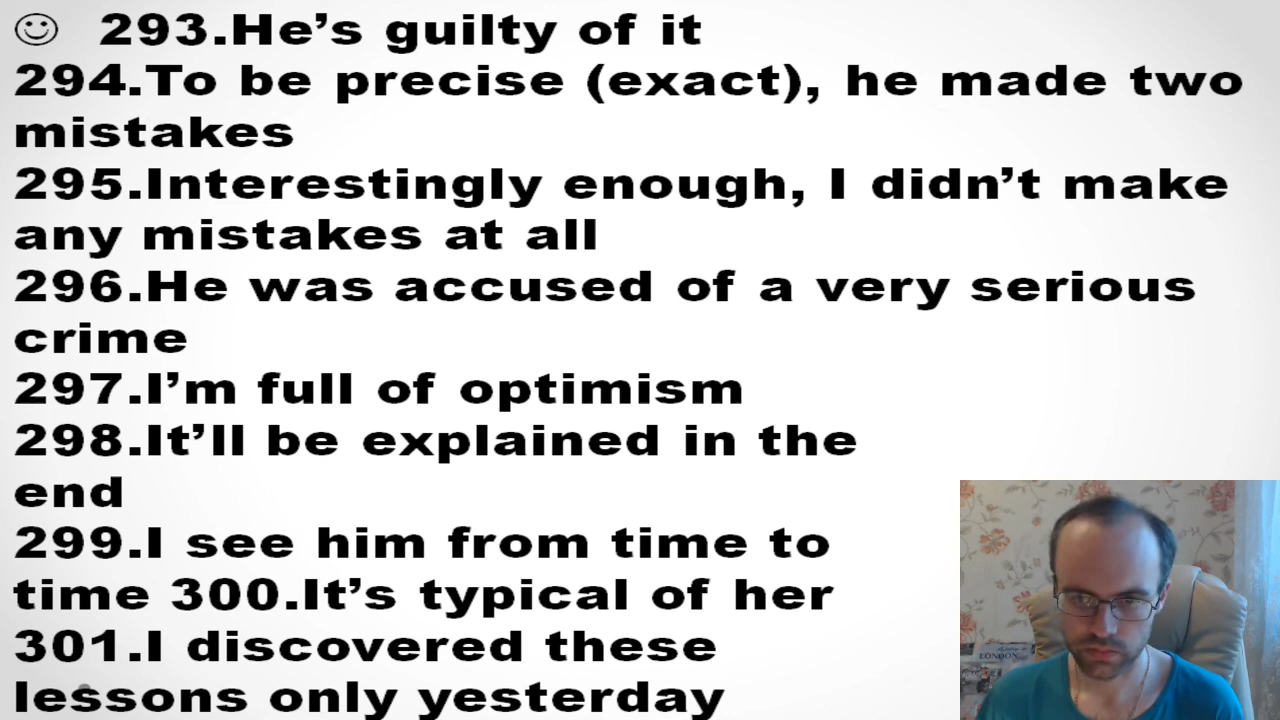 ☺ 293.He’s guilty of it
294.To be precise (exact), he made two
mistakes
295.Interestingly enough, I didn’t make
any mistakes at all
296.He was accused of a very serious
crime
297.I’m full of optimism
298.It’ll be explained in the
end
299.I see him from time to
time 300.It’s typical of her
301.I discovered these
lessons only yesterday
LONDON